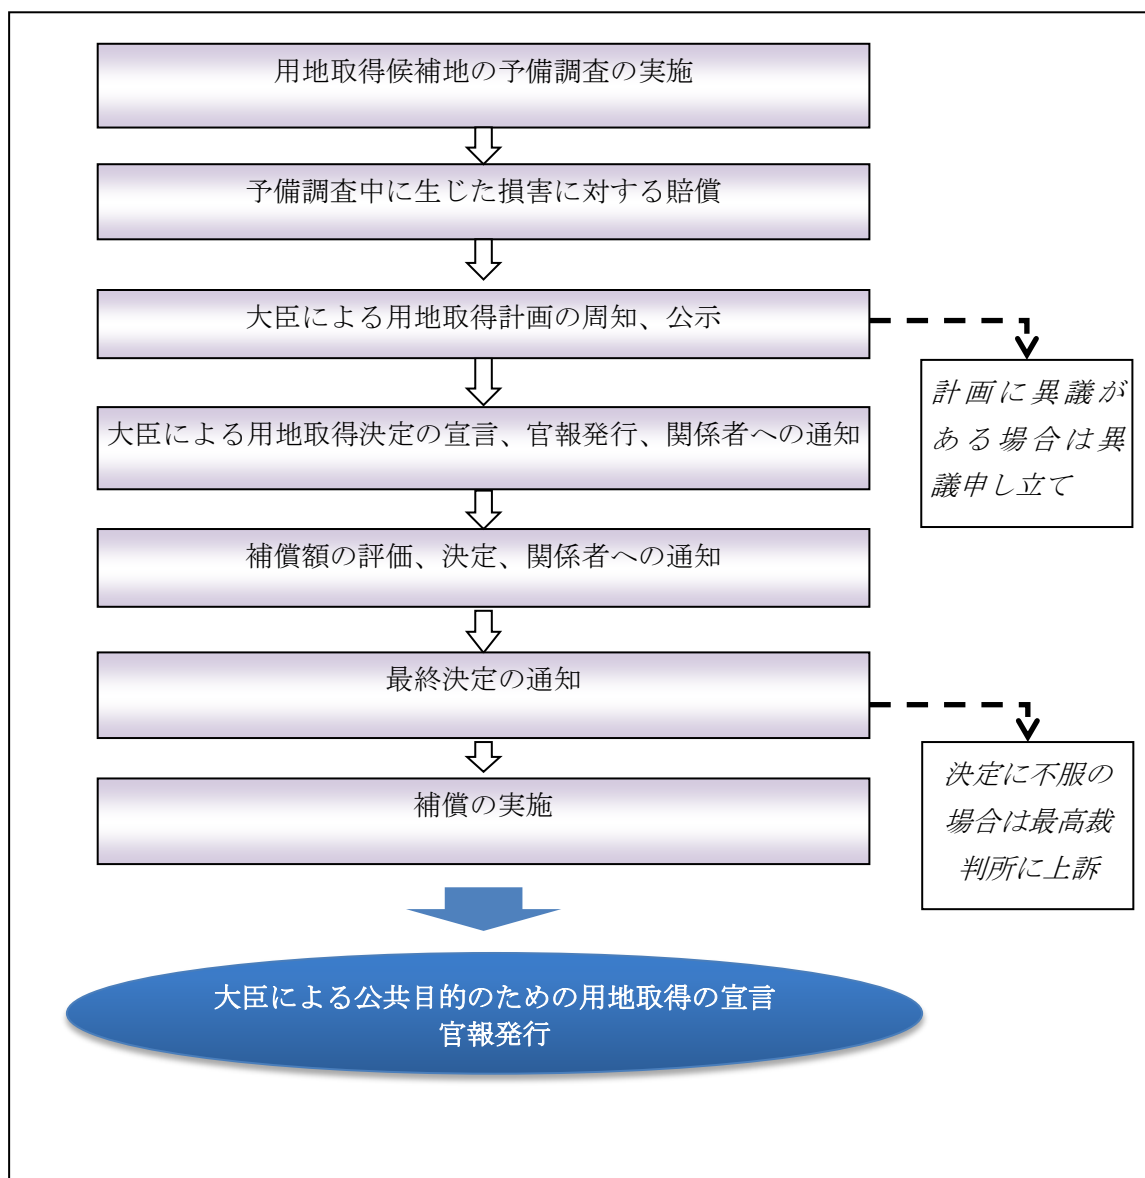 用地取得候補地の予備調査の実施
予備調査中に生じた損害に対する賠償
大臣による用地取得計画の周知、公示
計画に異議が
ある場合は異
議申し立て
大臣による用地取得決定の宣言、官報発行、関係者への通知
補償額の評価、決定、関係者への通知
最終決定の通知
決定に不服の
場合は最高裁
判所に上訴
補償の実施
大臣による公共目的のための用地取得の宣言
官報発行